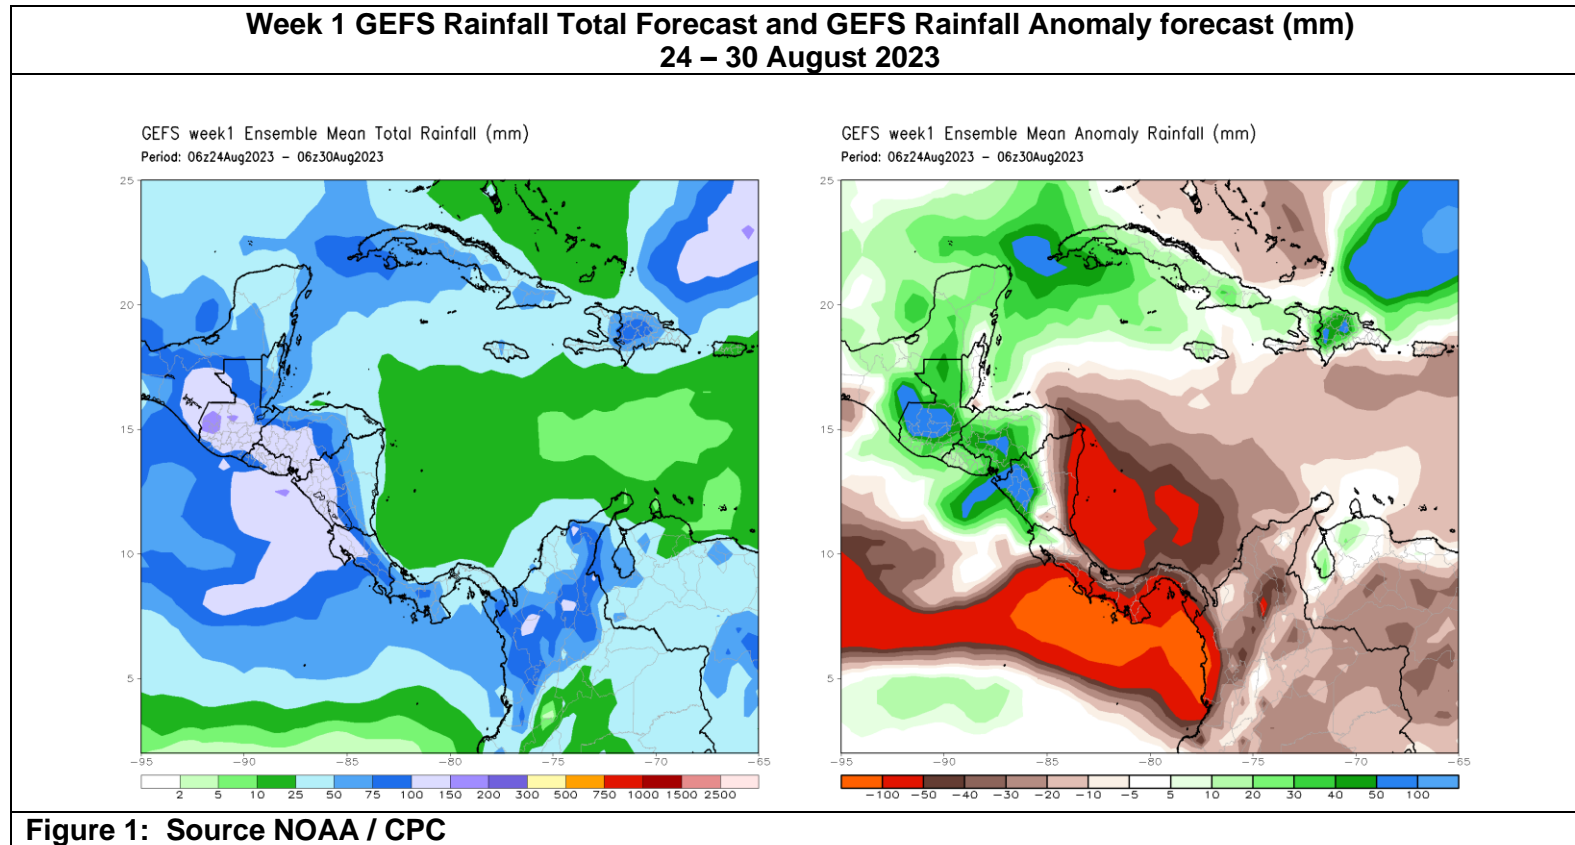 Week 1 GEFS Rainfall Total Forecast and GEFS Rainfall Anomaly forecast (mm)
24 – 30 August 2023
GEFS week1 Ensemble Mean Total Rainfall (mm)
Period: 06z24Aug2023 – 06z30Aug2023
25
20
15
10
5
-95
-90
-85
-80
-75
-70
-65
2 5 10 25 50 75 100 150 200 300 500 750 1000 1500 2500
GEFS week1 Ensemble Mean Anomaly Rainfall (mm)
Period: 06z24Aug2023 – 06z30Aug2023
25
20
15
10
5
-95
-90
-85
-80
-75
-70
-65
-100 -50 -40 -30 -20 -10 -5 5 10 20 30 40 50 100
Figure 1: Source NOAA / CPC